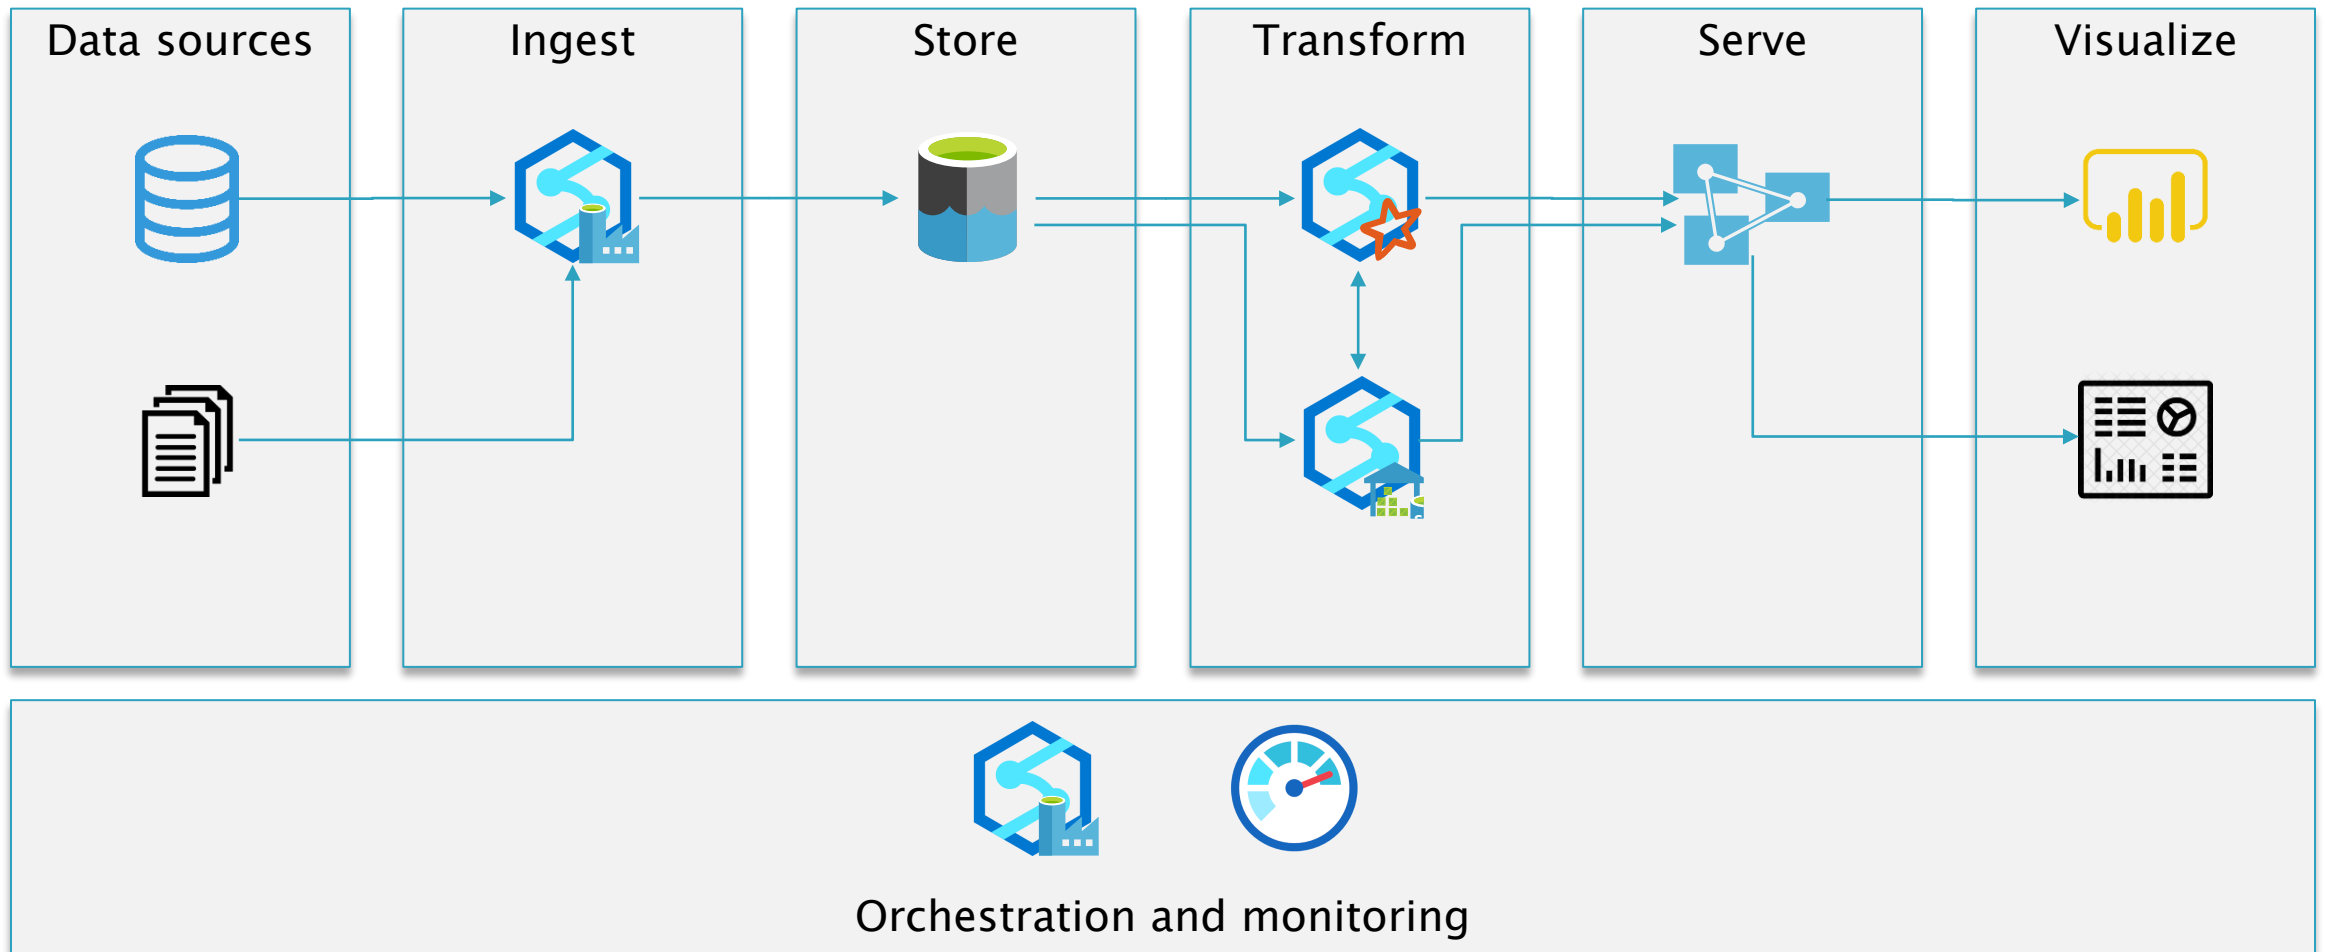 Data sources
Ingest
Store
Transform
Serve
Visualize
Orchestration and monitoring